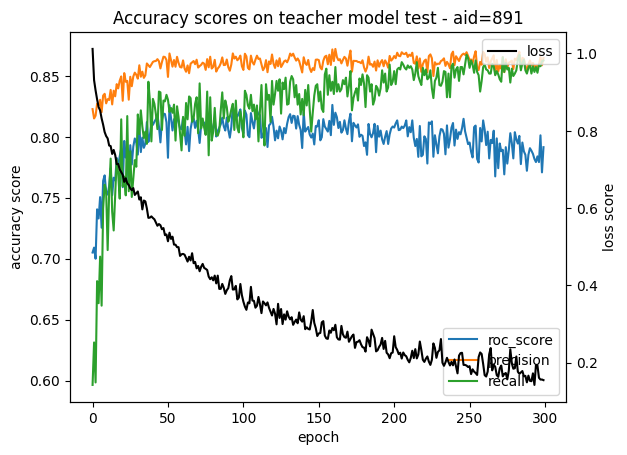 Accuracy scores on teacher model test - aid=891
loss
accuracy score
loss score
0.85
0.80
0.75
0.70
0.65
0.60
1.0
0.8
0.6
0.4
0.2
roc_score
precision
recall
0
50
100
150
200
250
300
epoch